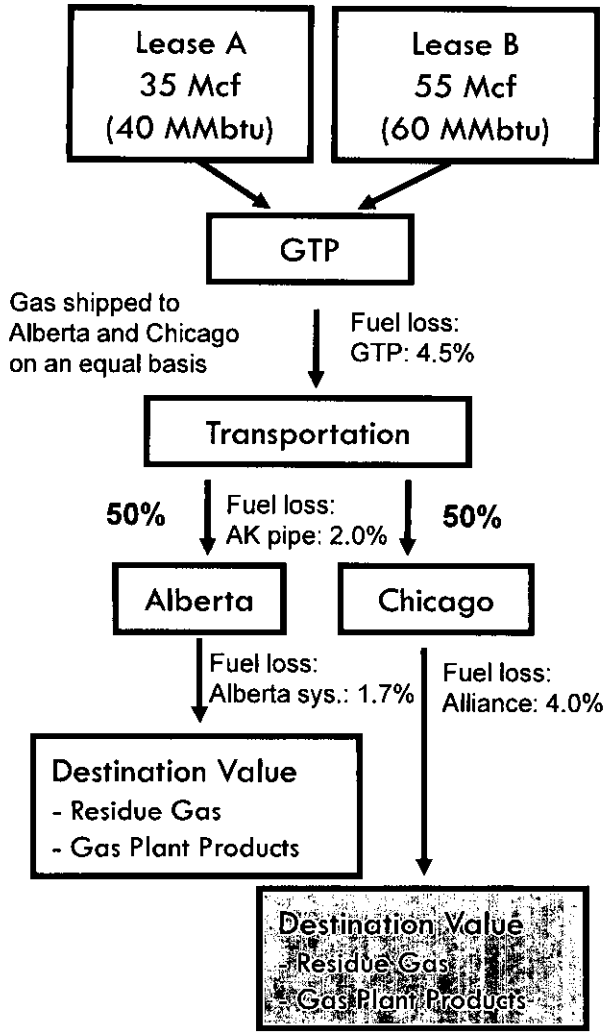 Lease A
35 Mcf
(40 MMbtu)
Lease B
55 Mcf
(60 MMbtu)
GTP
Gas shipped to
Alberta and Chicago
on an equal basis
Fuel loss:
GTP: 4.5%
Transportation
50%
Fuel loss:
AK pipe: 2.0%
50%
Alberta
Chicago
Fuel loss:
Alberta sys.: 1.7%
Fuel loss:
Alliance: 4.0%
Destination Value
- Residue Gas
- Gas Plant Products
Destination Value
- Residue Gas
- Gas Plant Products